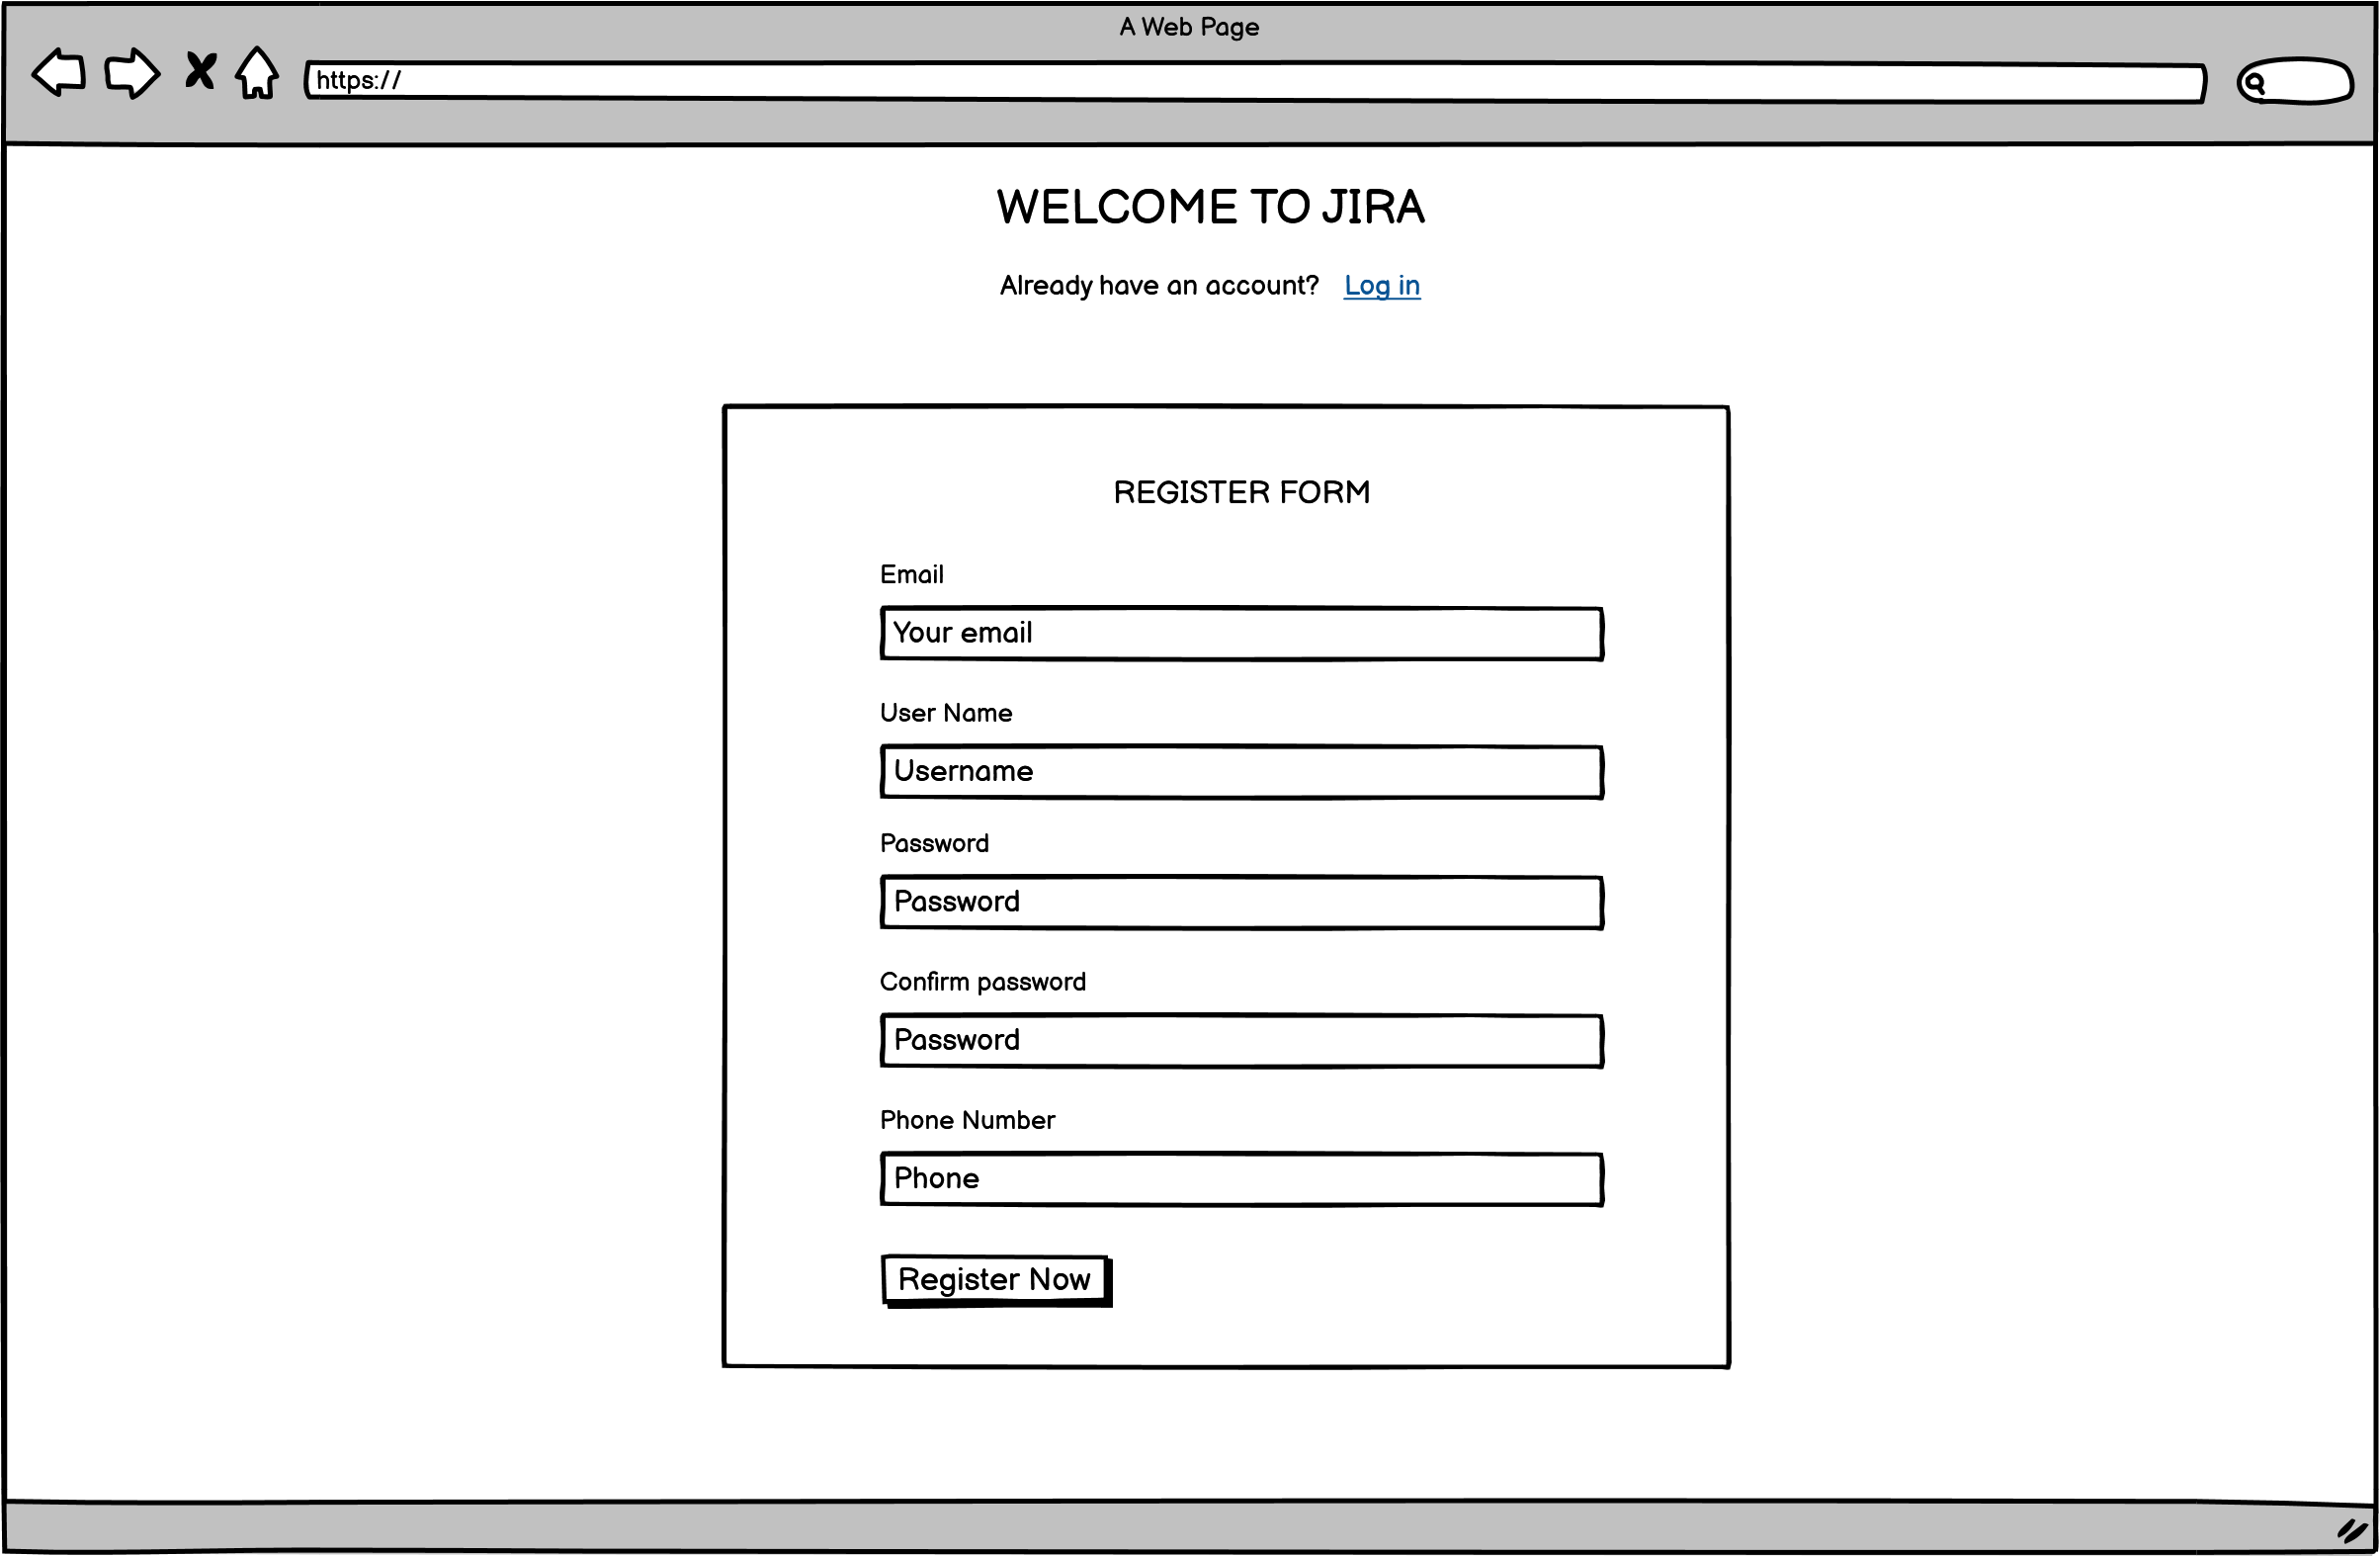 A Web Page
https://
WELCOME TO JIRA
Already have an account? Log in
REGISTER FORM
Email
Your email
User Name
Username
Password
Password
Confirm password
Password
Phone Number
Phone
Register Now